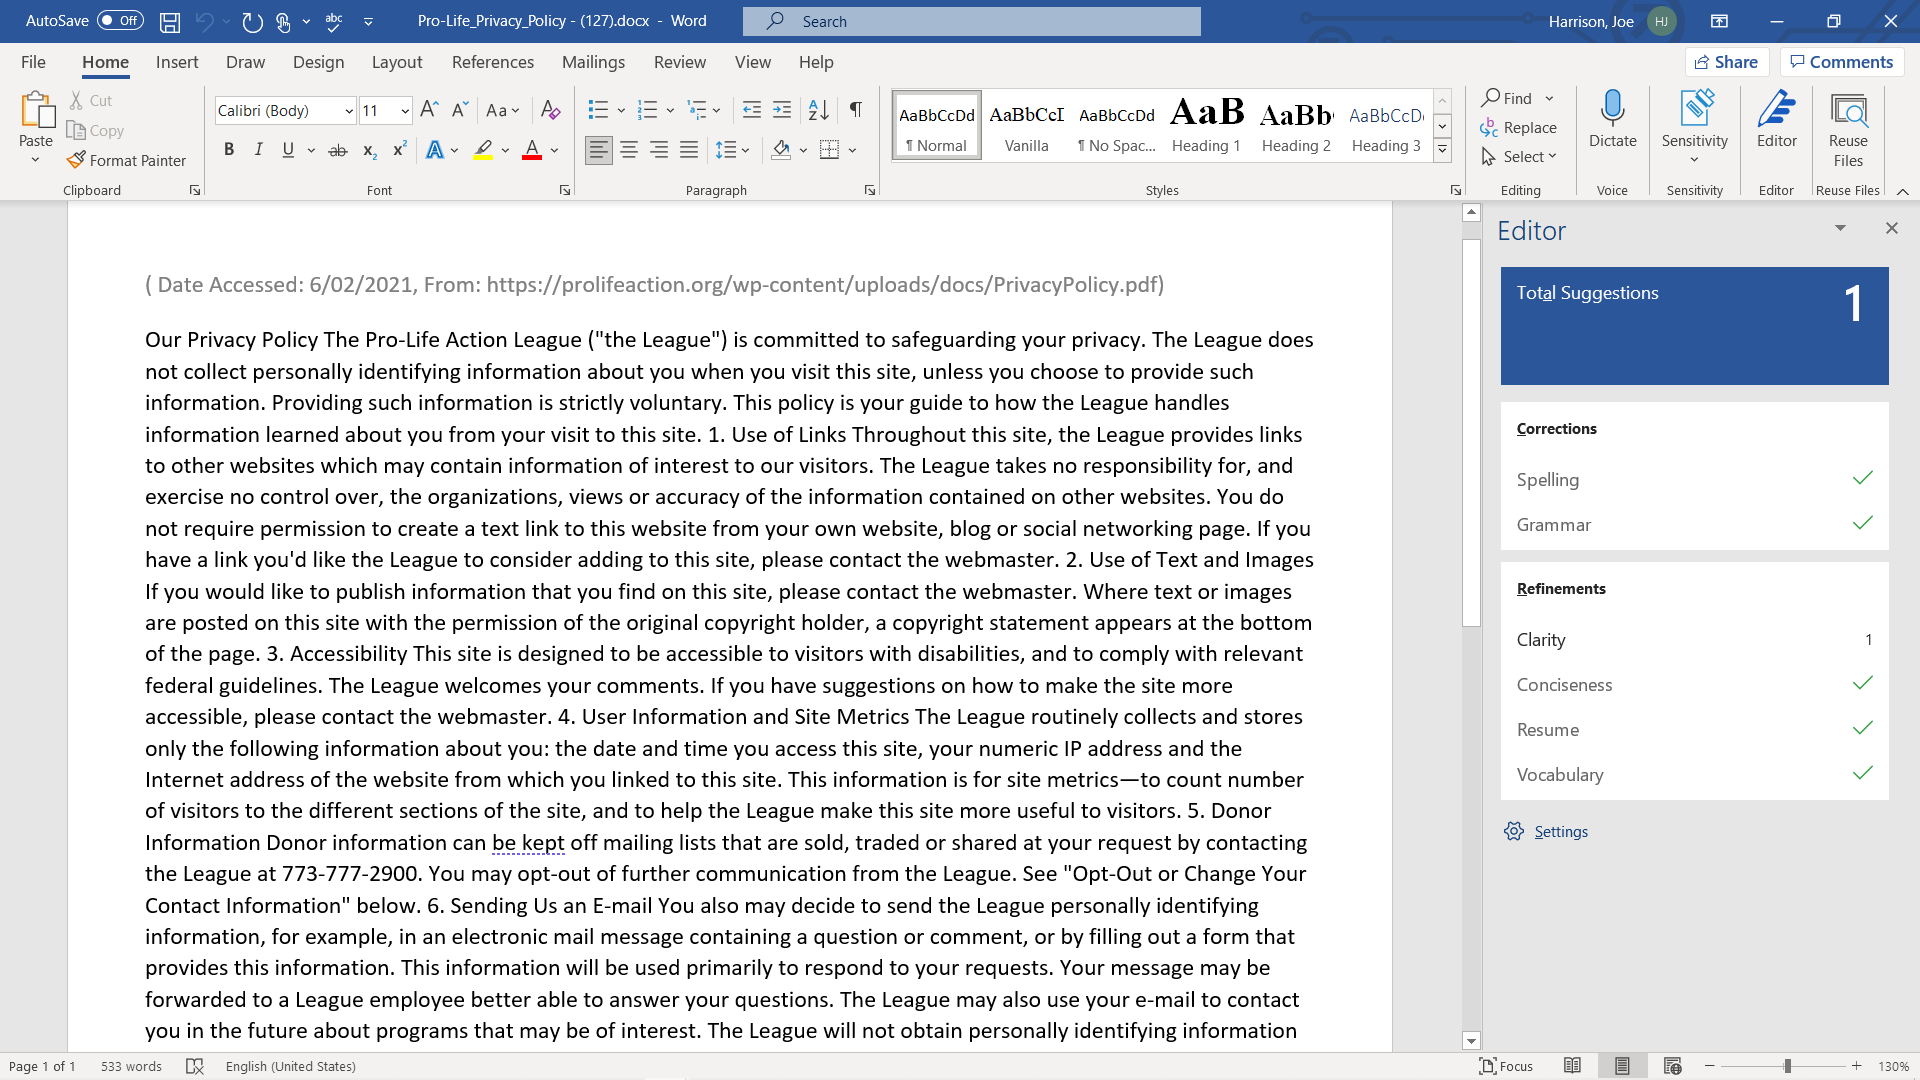 AutoSave Off Pro-Life_Privacy_Policy - (127).docx - Word Search Harrison, Joe HJ
File Home Insert Draw Design Layout References Mailings Review View Help Share Comments
Paste Cut Copy Format Painter Clipboard
Calibri (Body) 11 Font
Paragraph
AaBbCcDd AaBbCcI AaBbCcDd AaB AaBb AaBbCcD
¶ Normal Vanilla ¶ No Spac... Heading 1 Heading 2 Heading 3
Styles
Find Replace Select Editing
Dictate Voice
Sensitivity Sensitivity
Editor Editor
Reuse Files Reuse Files
( Date Accessed: 6/02/2021, From: https://prolifeaction.org/wp-content/uploads/docs/PrivacyPolicy.pdf)
Our Privacy Policy The Pro-Life Action League ("the League") is committed to safeguarding your privacy. The League does
not collect personally identifying information about you when you visit this site, unless you choose to provide such
information. Providing such information is strictly voluntary. This policy is your guide to how the League handles
information learned about you from your visit to this site. 1. Use of Links Throughout this site, the League provides links
to other websites which may contain information of interest to our visitors. The League takes no responsibility for, and
exercise no control over, the organizations, views or accuracy of the information contained on other websites. You do
not require permission to create a text link to this website from your own website, blog or social networking page. If you
have a link you'd like the League to consider adding to this site, please contact the webmaster. 2. Use of Text and Images
If you would like to publish information that you find on this site, please contact the webmaster. Where text or images
are posted on this site with the permission of the original copyright holder, a copyright statement appears at the bottom
of the page. 3. Accessibility This site is designed to be accessible to visitors with disabilities, and to comply with relevant
federal guidelines. The League welcomes your comments. If you have suggestions on how to make the site more
accessible, please contact the webmaster. 4. User Information and Site Metrics The League routinely collects and stores
only the following information about you: the date and time you access this site, your numeric IP address and the
Internet address of the website from which you linked to this site. This information is for site metrics—to count number
of visitors to the different sections of the site, and to help the League make this site more useful to visitors. 5. Donor
Information Donor information can be kept off mailing lists that are sold, traded or shared at your request by contacting
the League at 773-777-2900. You may opt-out of further communication from the League. See "Opt-Out or Change Your
Contact Information" below. 6. Sending Us an E-mail You also may decide to send the League personally identifying
information, for example, in an electronic mail message containing a question or comment, or by filling out a form that
provides this information. This information will be used primarily to respond to your requests. Your message may be
forwarded to a League employee better able to answer your questions. The League may also use your e-mail to contact
you in the future about programs that may be of interest. The League will not obtain personally identifying information
Editor
Total Suggestions 1
Corrections
Spelling
Grammar
Refinements
Clarity 1
Conciseness
Resume
Vocabulary
Settings
Page 1 of 1 533 words English (United States) Focus 130%